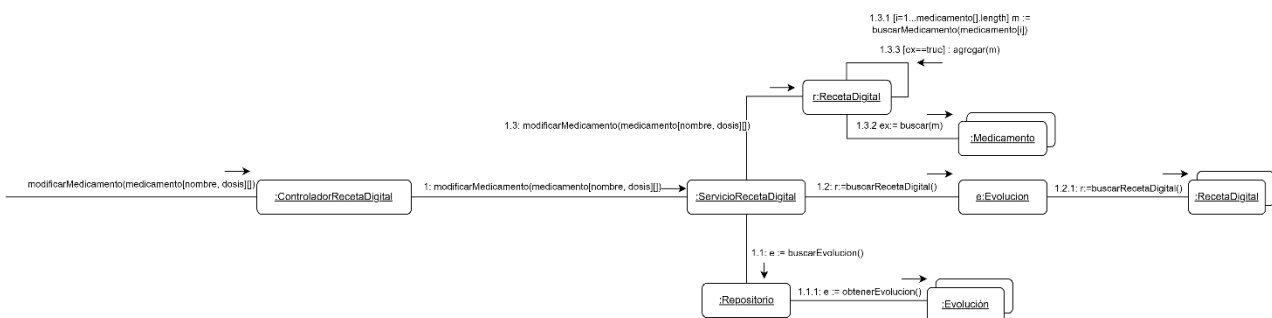 1.3.1 [i=1...medicamento[].length] m :=
buscarMedicamento(medicamento[i])
1.3.3 [ex==true] : agregar(m)
r:RecetaDigital
1.3: modificarMedicamento(medicamento[nombre, dosis][])
1.3.2 ex:= buscar(m)
:Medicamento
modificarMedicamento(medicamento[nombre, dosis][])
:ControladorRecetaDigital
1: modificarMedicamento(medicamento[nombre, dosis][])
:ServicioRecetaDigital
1.2: r:=buscarRecetaDigital()
e:Evolucion
1.2.1: r:=buscarRecetaDigital()
:RecetaDigital
1.1: e := buscarEvolucion()
:Repositorio
1.1.1: e := obtenerEvolucion()
:Evolución